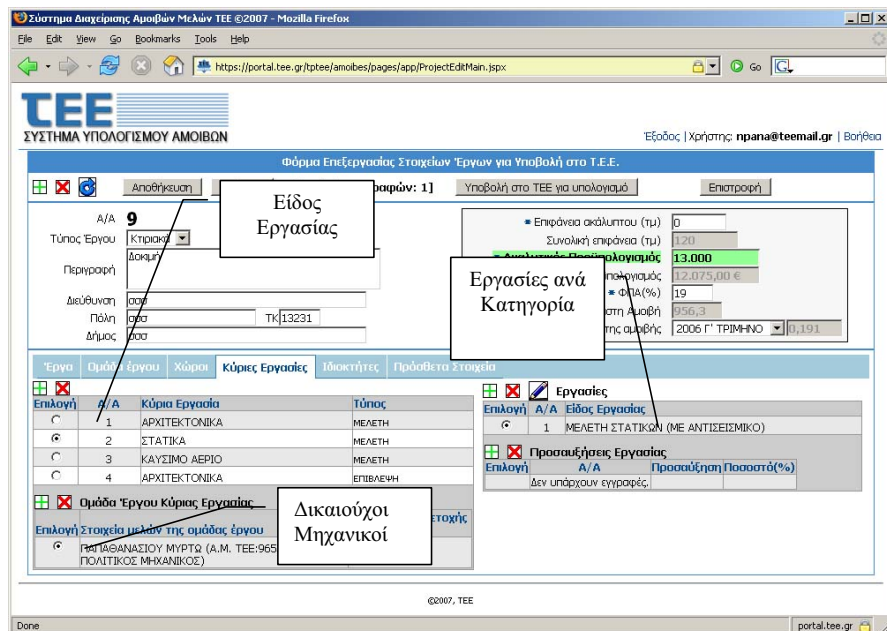 Σύστημα Διαχείρισης Αμοιβών Μελών ΤΕΕ ©2007 - Mozilla Firefox
File Edit View Go Bookmarks Tools Help
https://portal.tee.gr/tptee/amoibes/pages/app/ProjectEditMain.jspx Go
ΤΕΕ
ΣΥΣΤΗΜΑ ΥΠΟΛΟΓΙΣΜΟΥ ΑΜΟΙΒΩΝ
Έξοδος | Χρήστης: npana@teemail.gr | Βοήθεια
Φόρμα Επεξεργασίας Στοιχείων Έργων για Υποβολή στο Τ.Ε.Ε.
Αποθήκευση 1] Υποβολή στο ΤΕΕ για υπολογισμό Επιστροφή
Είδος
Εργασίας
Α/Α 9
Τύπος Έργου Κτιριακά
Περιγραφή Δοκιμή
Διεύθυνση σσσ
Πόλη σσσ ΤΚ 13231
Δήμος σσσ
Επιφάνεια ακάλυπτου (τμ) 0
Συνολική επιφάνεια (τμ) 120
Αναλυτικός Προϋπολογισμός 13.000
12.075,00 €
ΦΠΑ(%) 19
Αμοιβή 956,3
αμοιβής 2006 Γ' ΤΡΙΜΗΝΟ 0,191
Εργασίες ανά
Κατηγορία
Έργα Ομάδα έργου Χώροι Κύριες Εργασίες Ιδιοκτήτες Πρόσθετα Στοιχεία
Επιλογή Α/Α Κύρια Εργασία Τύπος
1 ΑΡΧΙΤΕΚΤΟΝΙΚΑ ΜΕΛΕΤΗ
2 ΣΤΑΤΙΚΑ ΜΕΛΕΤΗ
3 ΚΑΥΣΙΜΟ ΑΕΡΙΟ ΜΕΛΕΤΗ
4 ΑΡΧΙΤΕΚΤΟΝΙΚΑ ΕΠΙΒΛΕΨΗ
Εργασίες
Επιλογή Α/Α Είδος Εργασίας
1 ΜΕΛΕΤΗ ΣΤΑΤΙΚΩΝ (ΜΕ ΑΝΤΙΣΕΙΣΜΙΚΟ)
Προσαυξήσεις Εργασίας
Επιλογή Α/Α Προσαύξηση Ποσοστό(%)
Δεν υπάρχουν εγγραφές.
Ομάδα Έργου Κύριας Εργασίας
Επιλογή Στοιχεία μελών της ομάδας έργου
ΠΑΠΑΘΑΝΑΣΙΟΥ ΜΥΡΤΩ (Α.Μ. ΤΕΕ:965
ΠΟΛΙΤΙΚΟΣ ΜΗΧΑΝΙΚΟΣ)
Δικαιούχοι
Μηχανικοί
©2007, ΤΕΕ
Done portal.tee.gr